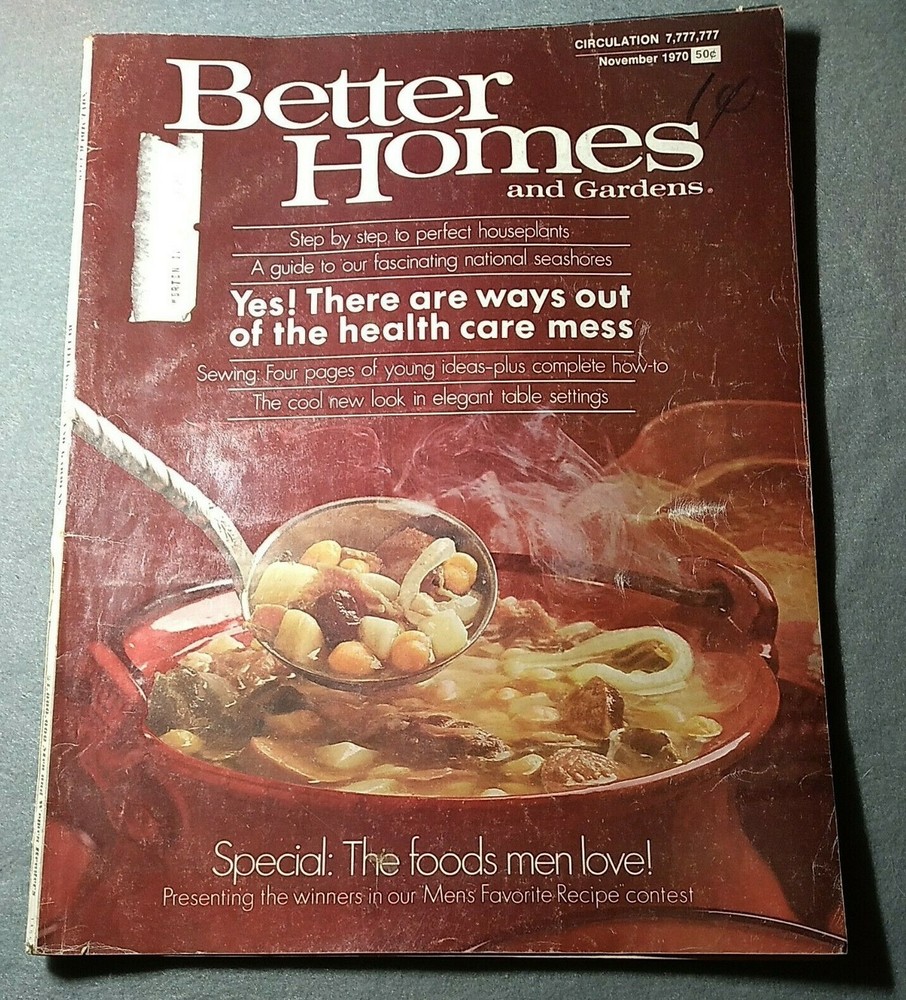 CIRCULATION 7,777,777
November 1970 50¢
Better
Homes
and Gardens.
1¢
Step by step to perfect houseplants
A guide to our fascinating national seashores
Yes! There are ways out
of the health care mess
Sewing: Four pages of young ideas-plus complete how-to
The cool new look in elegant table settings
Special: The foods men love!
Presenting the winners in our "Men's Favorite Recipe" contest